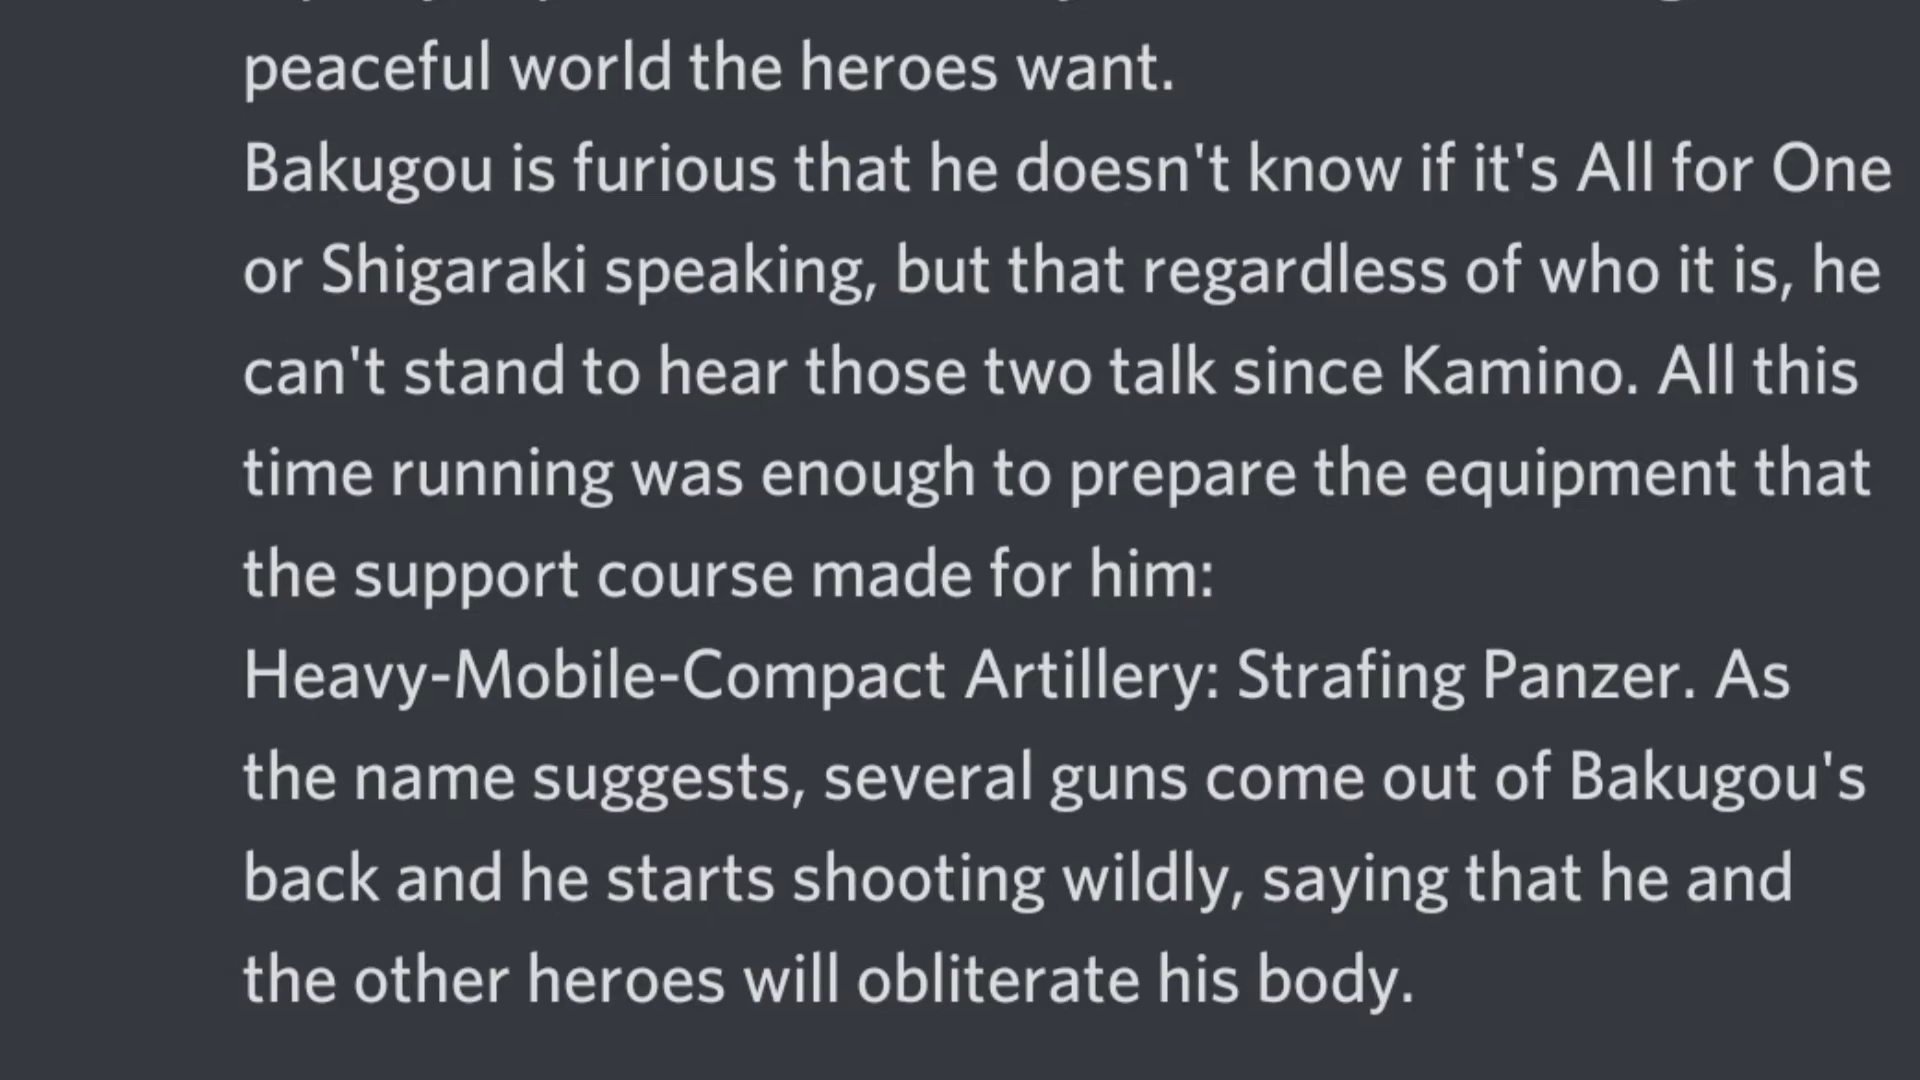 peaceful world the heroes want.
Bakugou is furious that he doesn't know if it's All for One
or Shigaraki speaking, but that regardless of who it is, he
can't stand to hear those two talk since Kamino. All this
time running was enough to prepare the equipment that
the support course made for him:
Heavy-Mobile-Compact Artillery: Strafing Panzer. As
the name suggests, several guns come out of Bakugou's
back and he starts shooting wildly, saying that he and
the other heroes will obliterate his body.